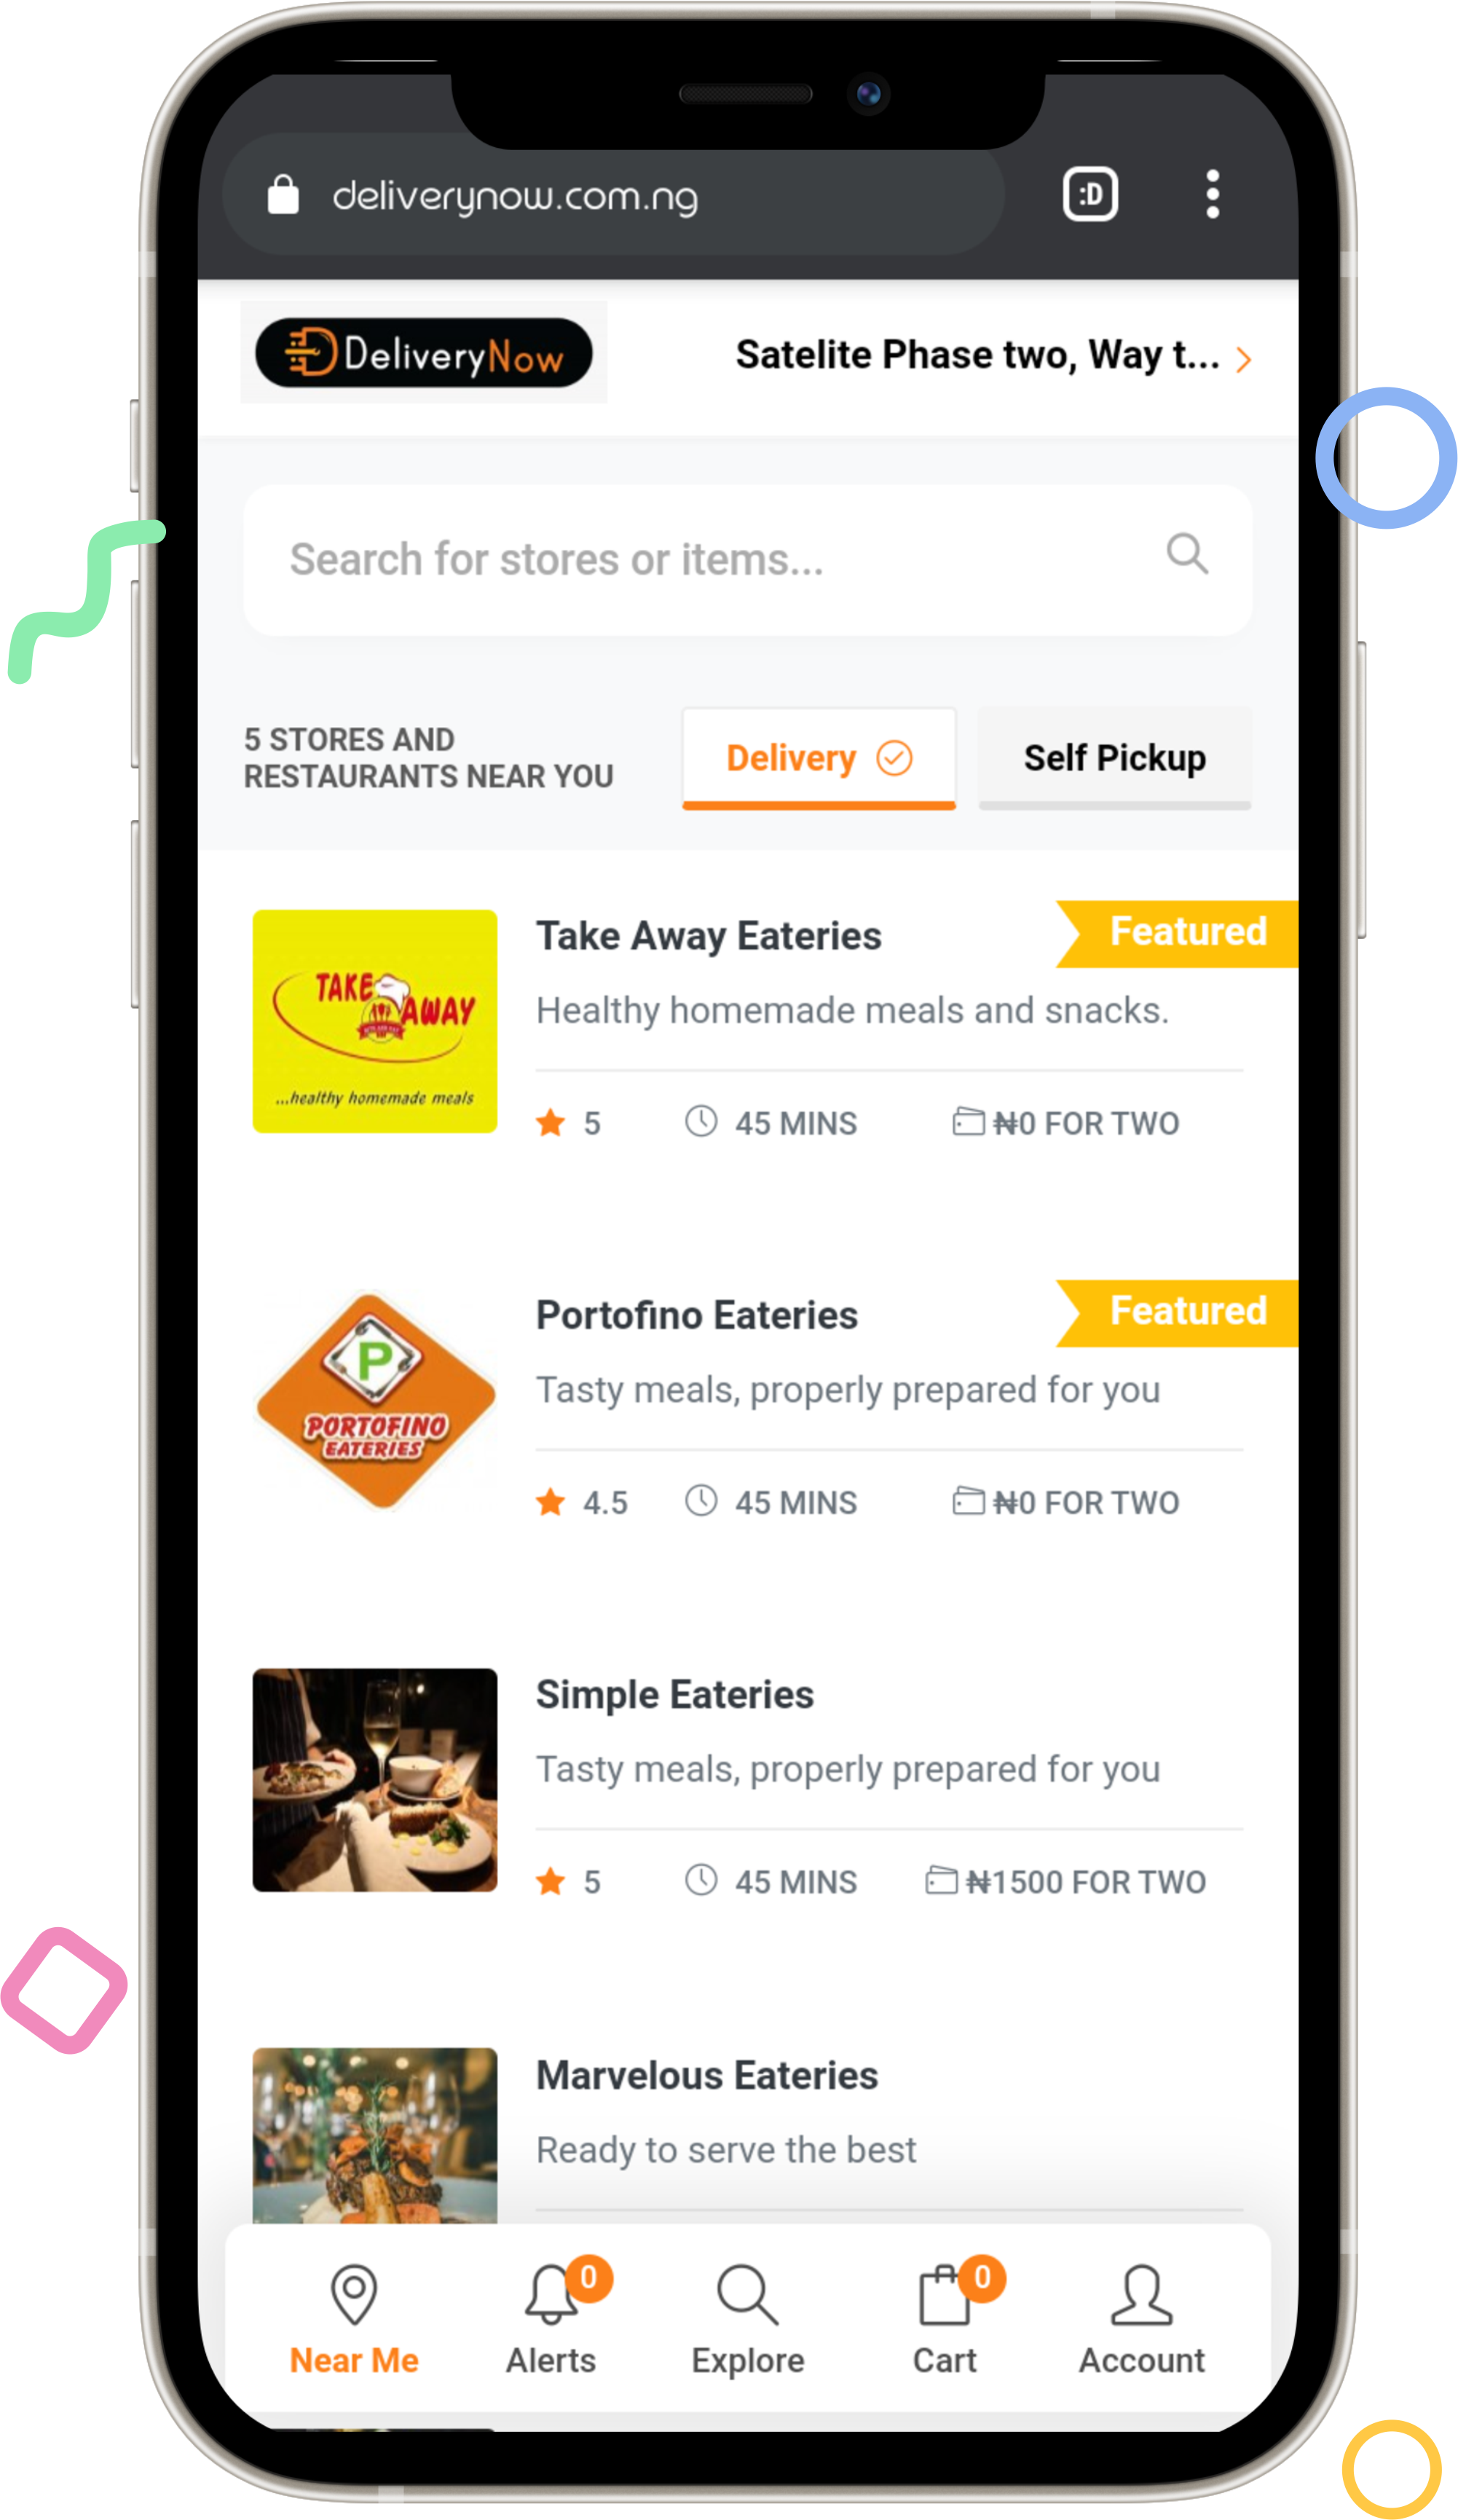 deliverynow.com.ng
:D
DeliveryNow
Satelite Phase two, Way t...
Search for stores or items...
5 STORES AND
RESTAURANTS NEAR YOU
Delivery
Self Pickup
TAKE AWAY
...healthy homemade meals
Take Away Eateries
Featured
Healthy homemade meals and snacks.
5
45 MINS
₦0 FOR TWO
P
PORTOFINO
EATERIES
Portofino Eateries
Featured
Tasty meals, properly prepared for you
4.5
45 MINS
₦0 FOR TWO
Simple Eateries
Tasty meals, properly prepared for you
5
45 MINS
₦1500 FOR TWO
Marvelous Eateries
Ready to serve the best
0
0
Near Me
Alerts
Explore
Cart
Account